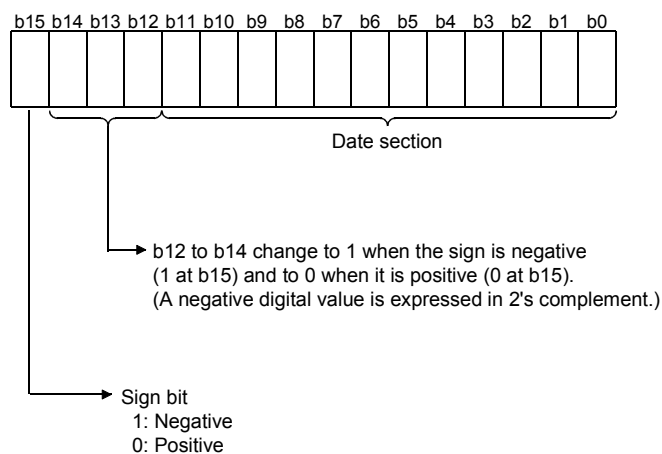 b15 b14 b13 b12 b11 b10 b9 b8 b7 b6 b5 b4 b3 b2 b1 b0
Date section
b12 to b14 change to 1 when the sign is negative
(1 at b15) and to 0 when it is positive (0 at b15).
(A negative digital value is expressed in 2's complement.)
Sign bit
1: Negative
0: Positive